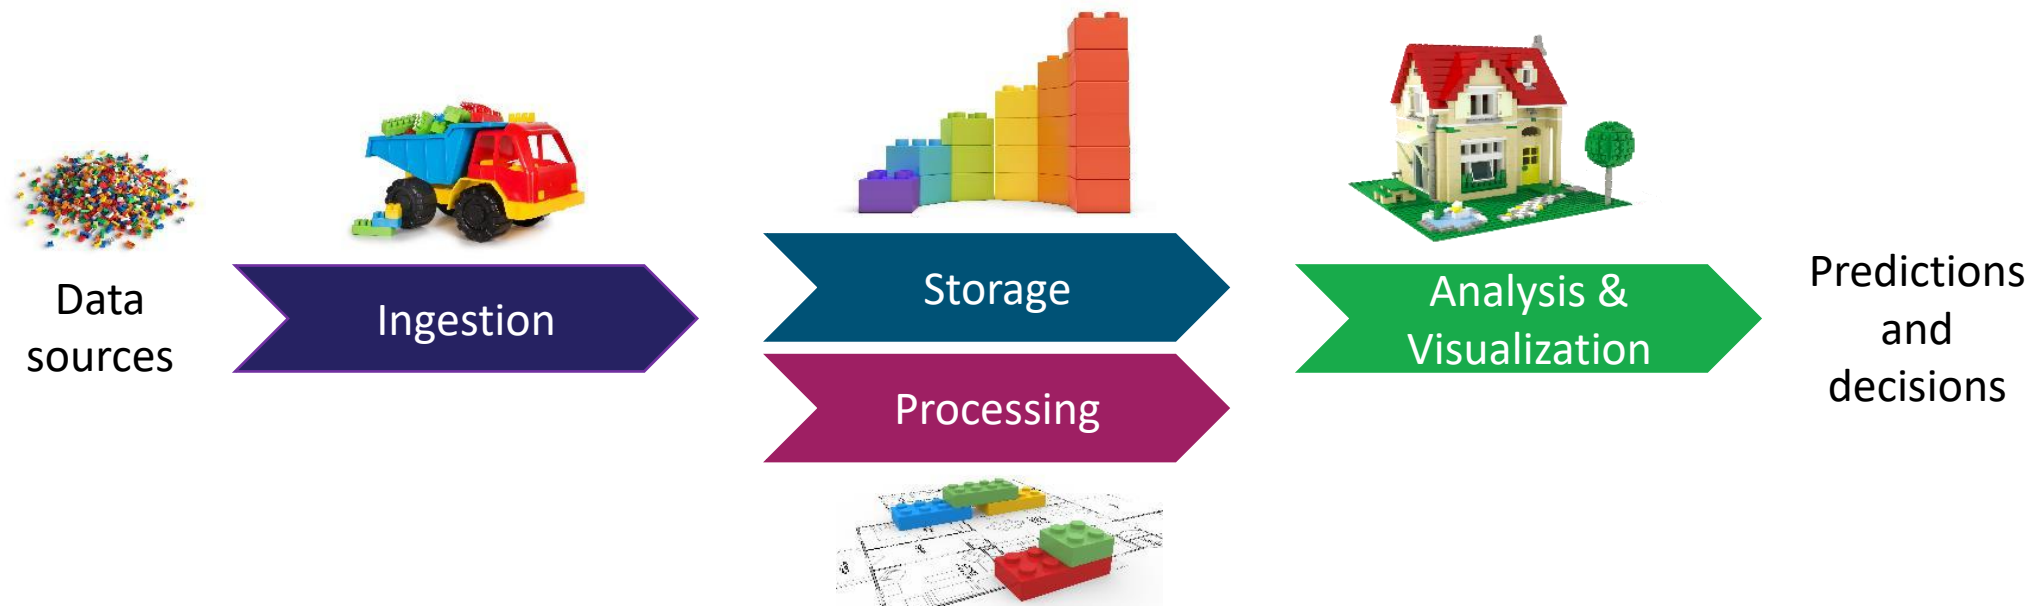 Data
sources
Ingestion
Storage
Processing
Analysis &
Visualization
Predictions
and
decisions